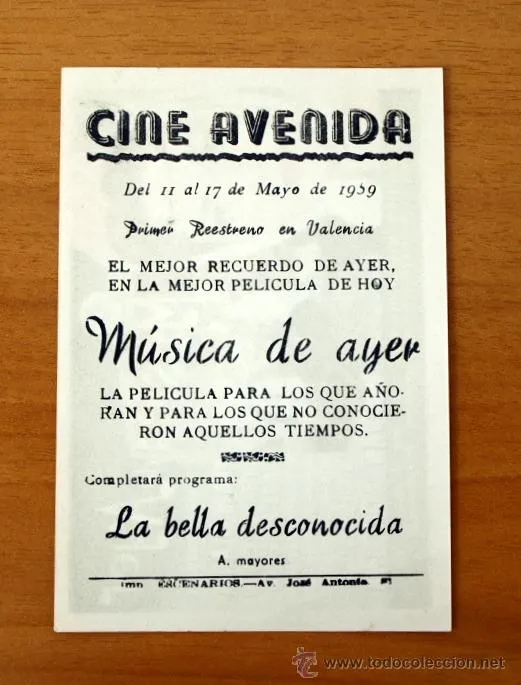 CINE AVENIDA
Del 11 al 17 de Mayo de 1959
Primer Reestreno en Valencia
EL MEJOR RECUERDO DE AYER,
EN LA MEJOR PELICULA DE HOY
Música de ayer
LA PELICULA PARA LOS QUE AÑO-
RAN Y PARA LOS QUE NO CONOCIE-
RON AQUELLOS TIEMPOS.
Completará programa:
La bella desconocida
A. mayores
Imp ESCENARIOS.—Av. José Antonio,
www.todocoleccion.net